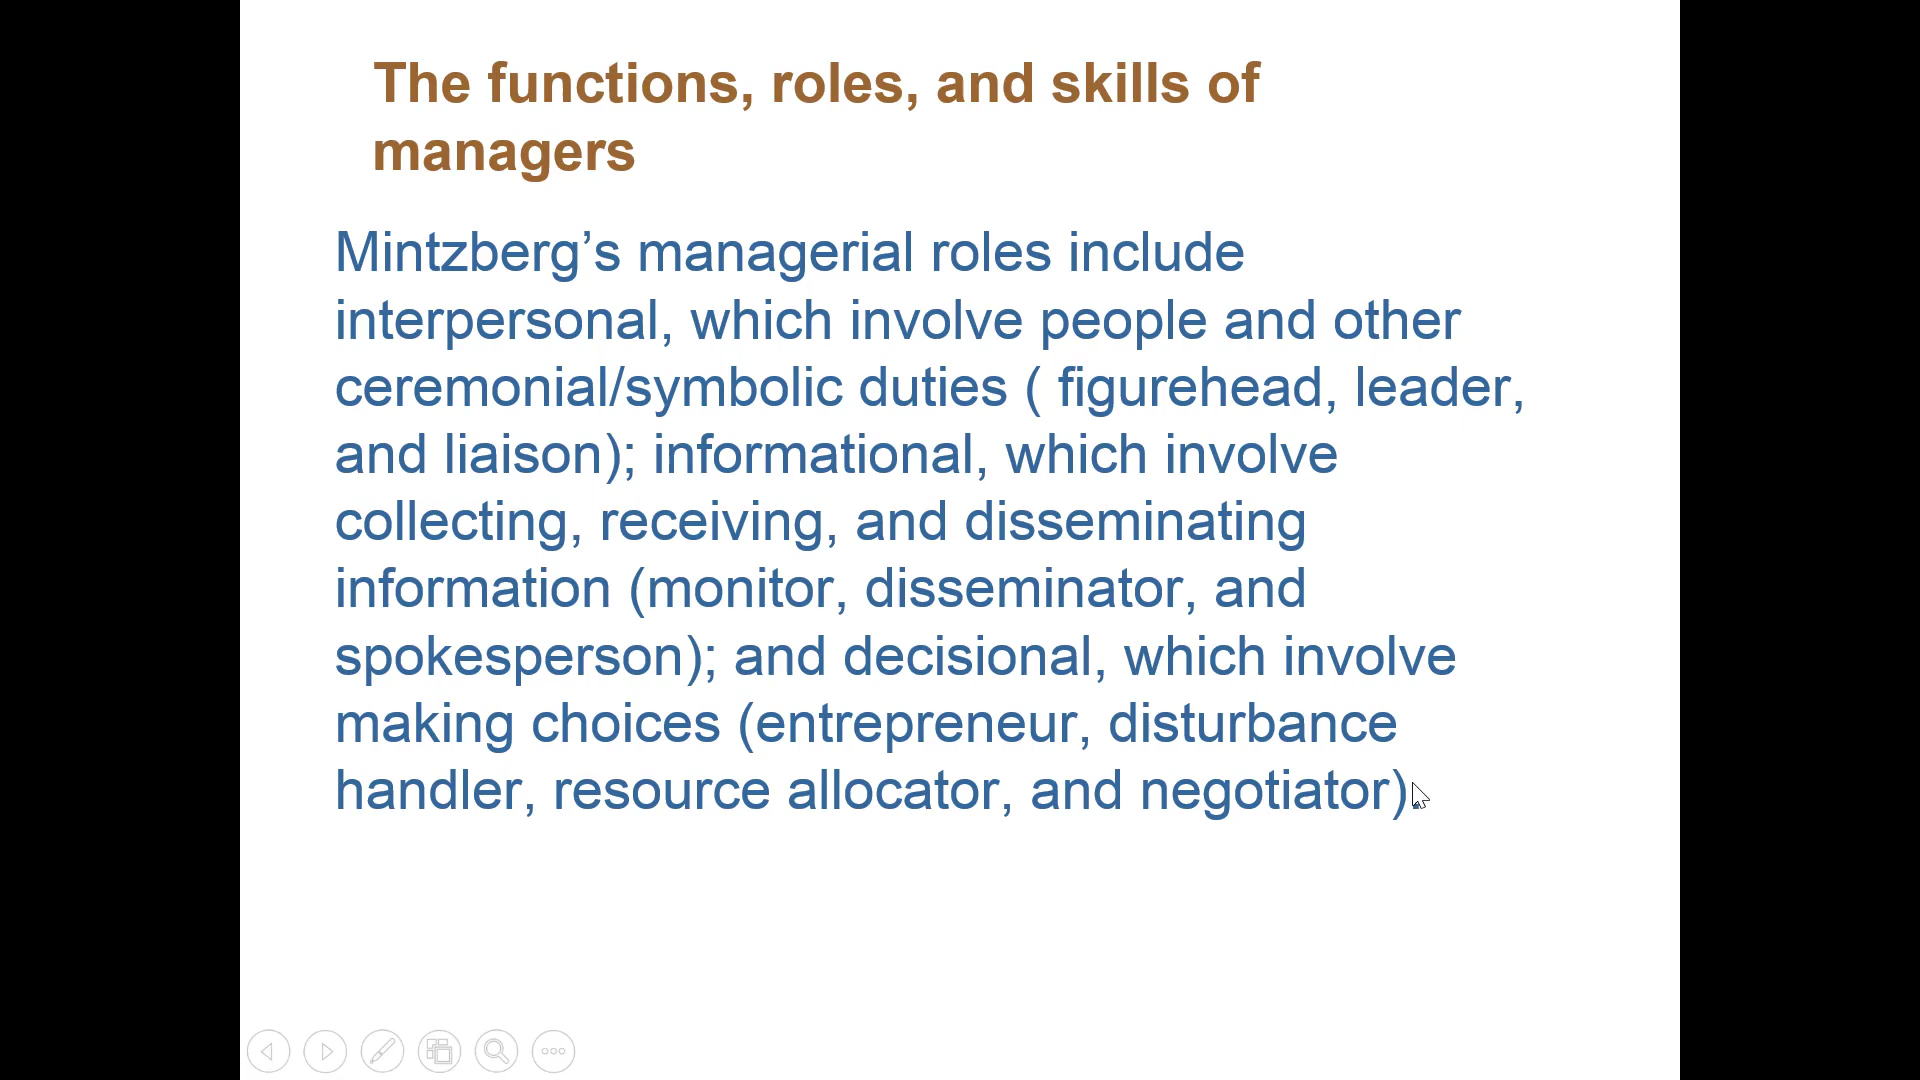 The functions, roles, and skills of
managers
Mintzberg’s managerial roles include
interpersonal, which involve people and other
ceremonial/symbolic duties ( figurehead, leader,
and liaison); informational, which involve
collecting, receiving, and disseminating
information (monitor, disseminator, and
spokesperson); and decisional, which involve
making choices (entrepreneur, disturbance
handler, resource allocator, and negotiator).